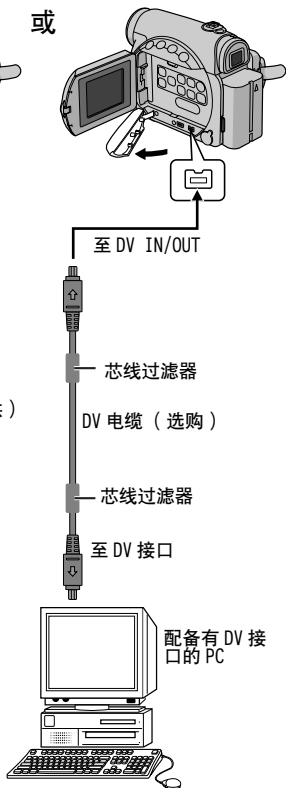 或
至 DV IN/OUT
芯线过滤器
）
DV 电缆 （ 选购 ）
芯线过滤器
至 DV 接口
配备有 DV 接
口的 PC